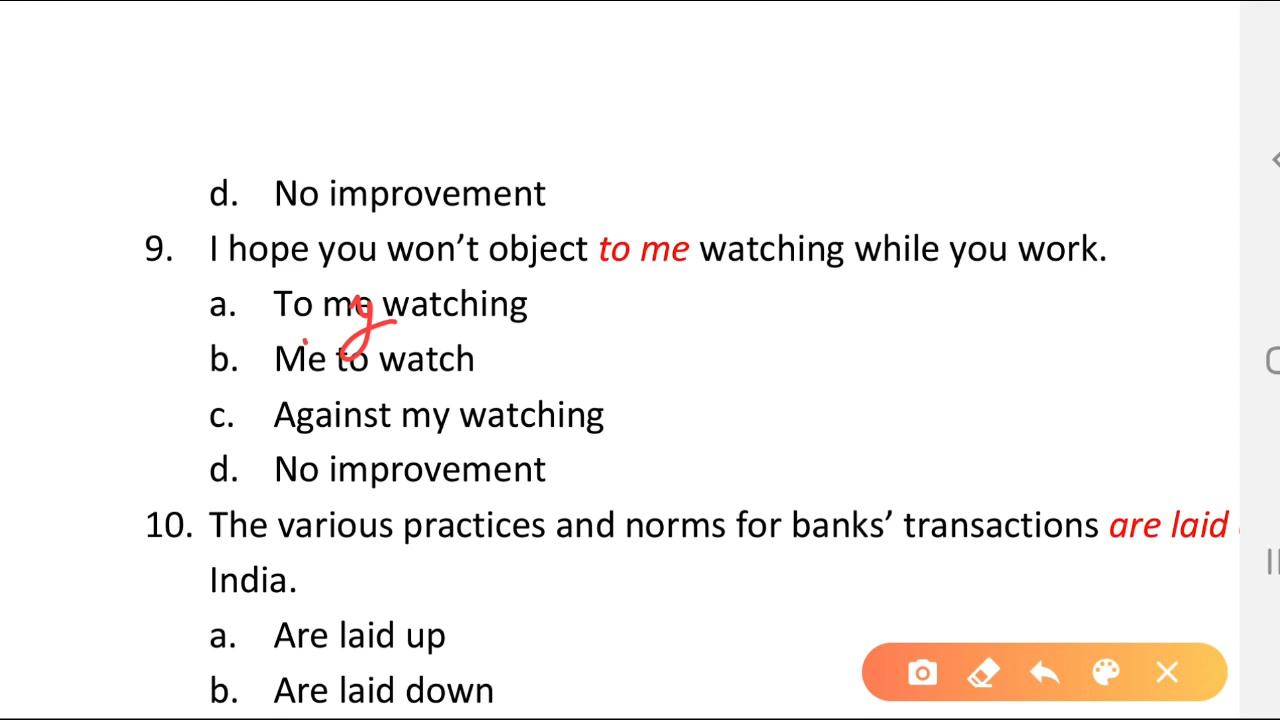 d. No improvement
9. I hope you won’t object to me watching while you work.
a. To me watching
y
b. Me to watch
c. Against my watching
d. No improvement
10. The various practices and norms for banks’ transactions are laid
India.
a. Are laid up
b. Are laid down